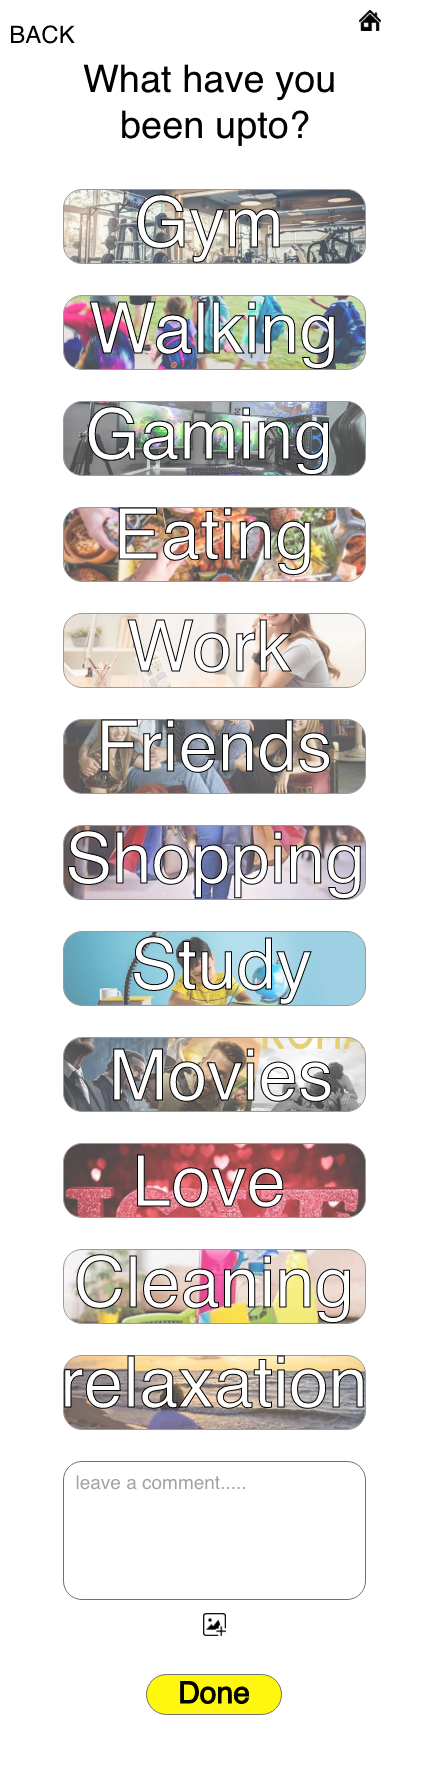 BACK
What have you
been upto?
Gym
Walking
Gaming
Eating
Work
Friends
Shopping
Study
Movies
Love
Cleaning
relaxation
leave a comment.....
Done